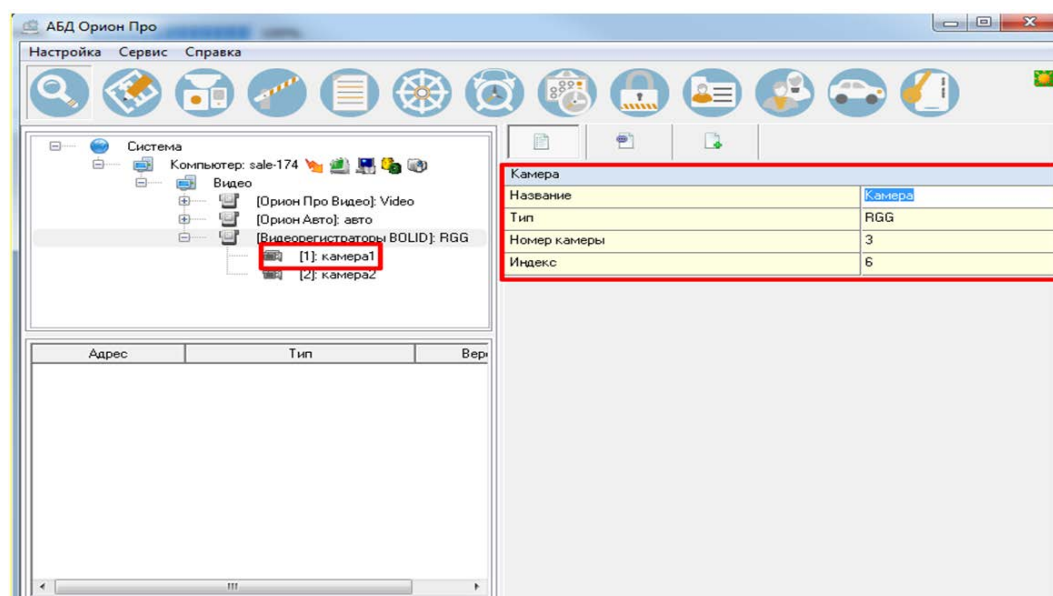 АБД Орион Про
Настройка Сервис Справка
Система
Компьютер: sale-174
Видео
[Орион Про Видео]: Video
[Орион Авто]: авто
[Видеорегистраторы BOLID]: RGG
[1]: камера1
[2]: камера2
Адрес Тип Верс
Камера
Название Камера
Тип RGG
Номер камеры 3
Индекс 6